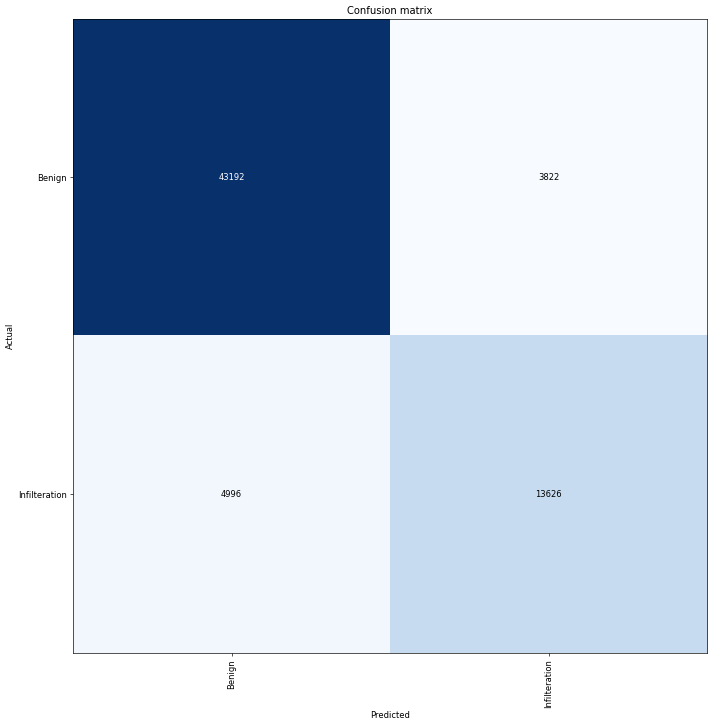 Confusion matrix
Benign
43192
3822
Actual
Infilteration
4996
13626
Benign
Infilteration
Predicted